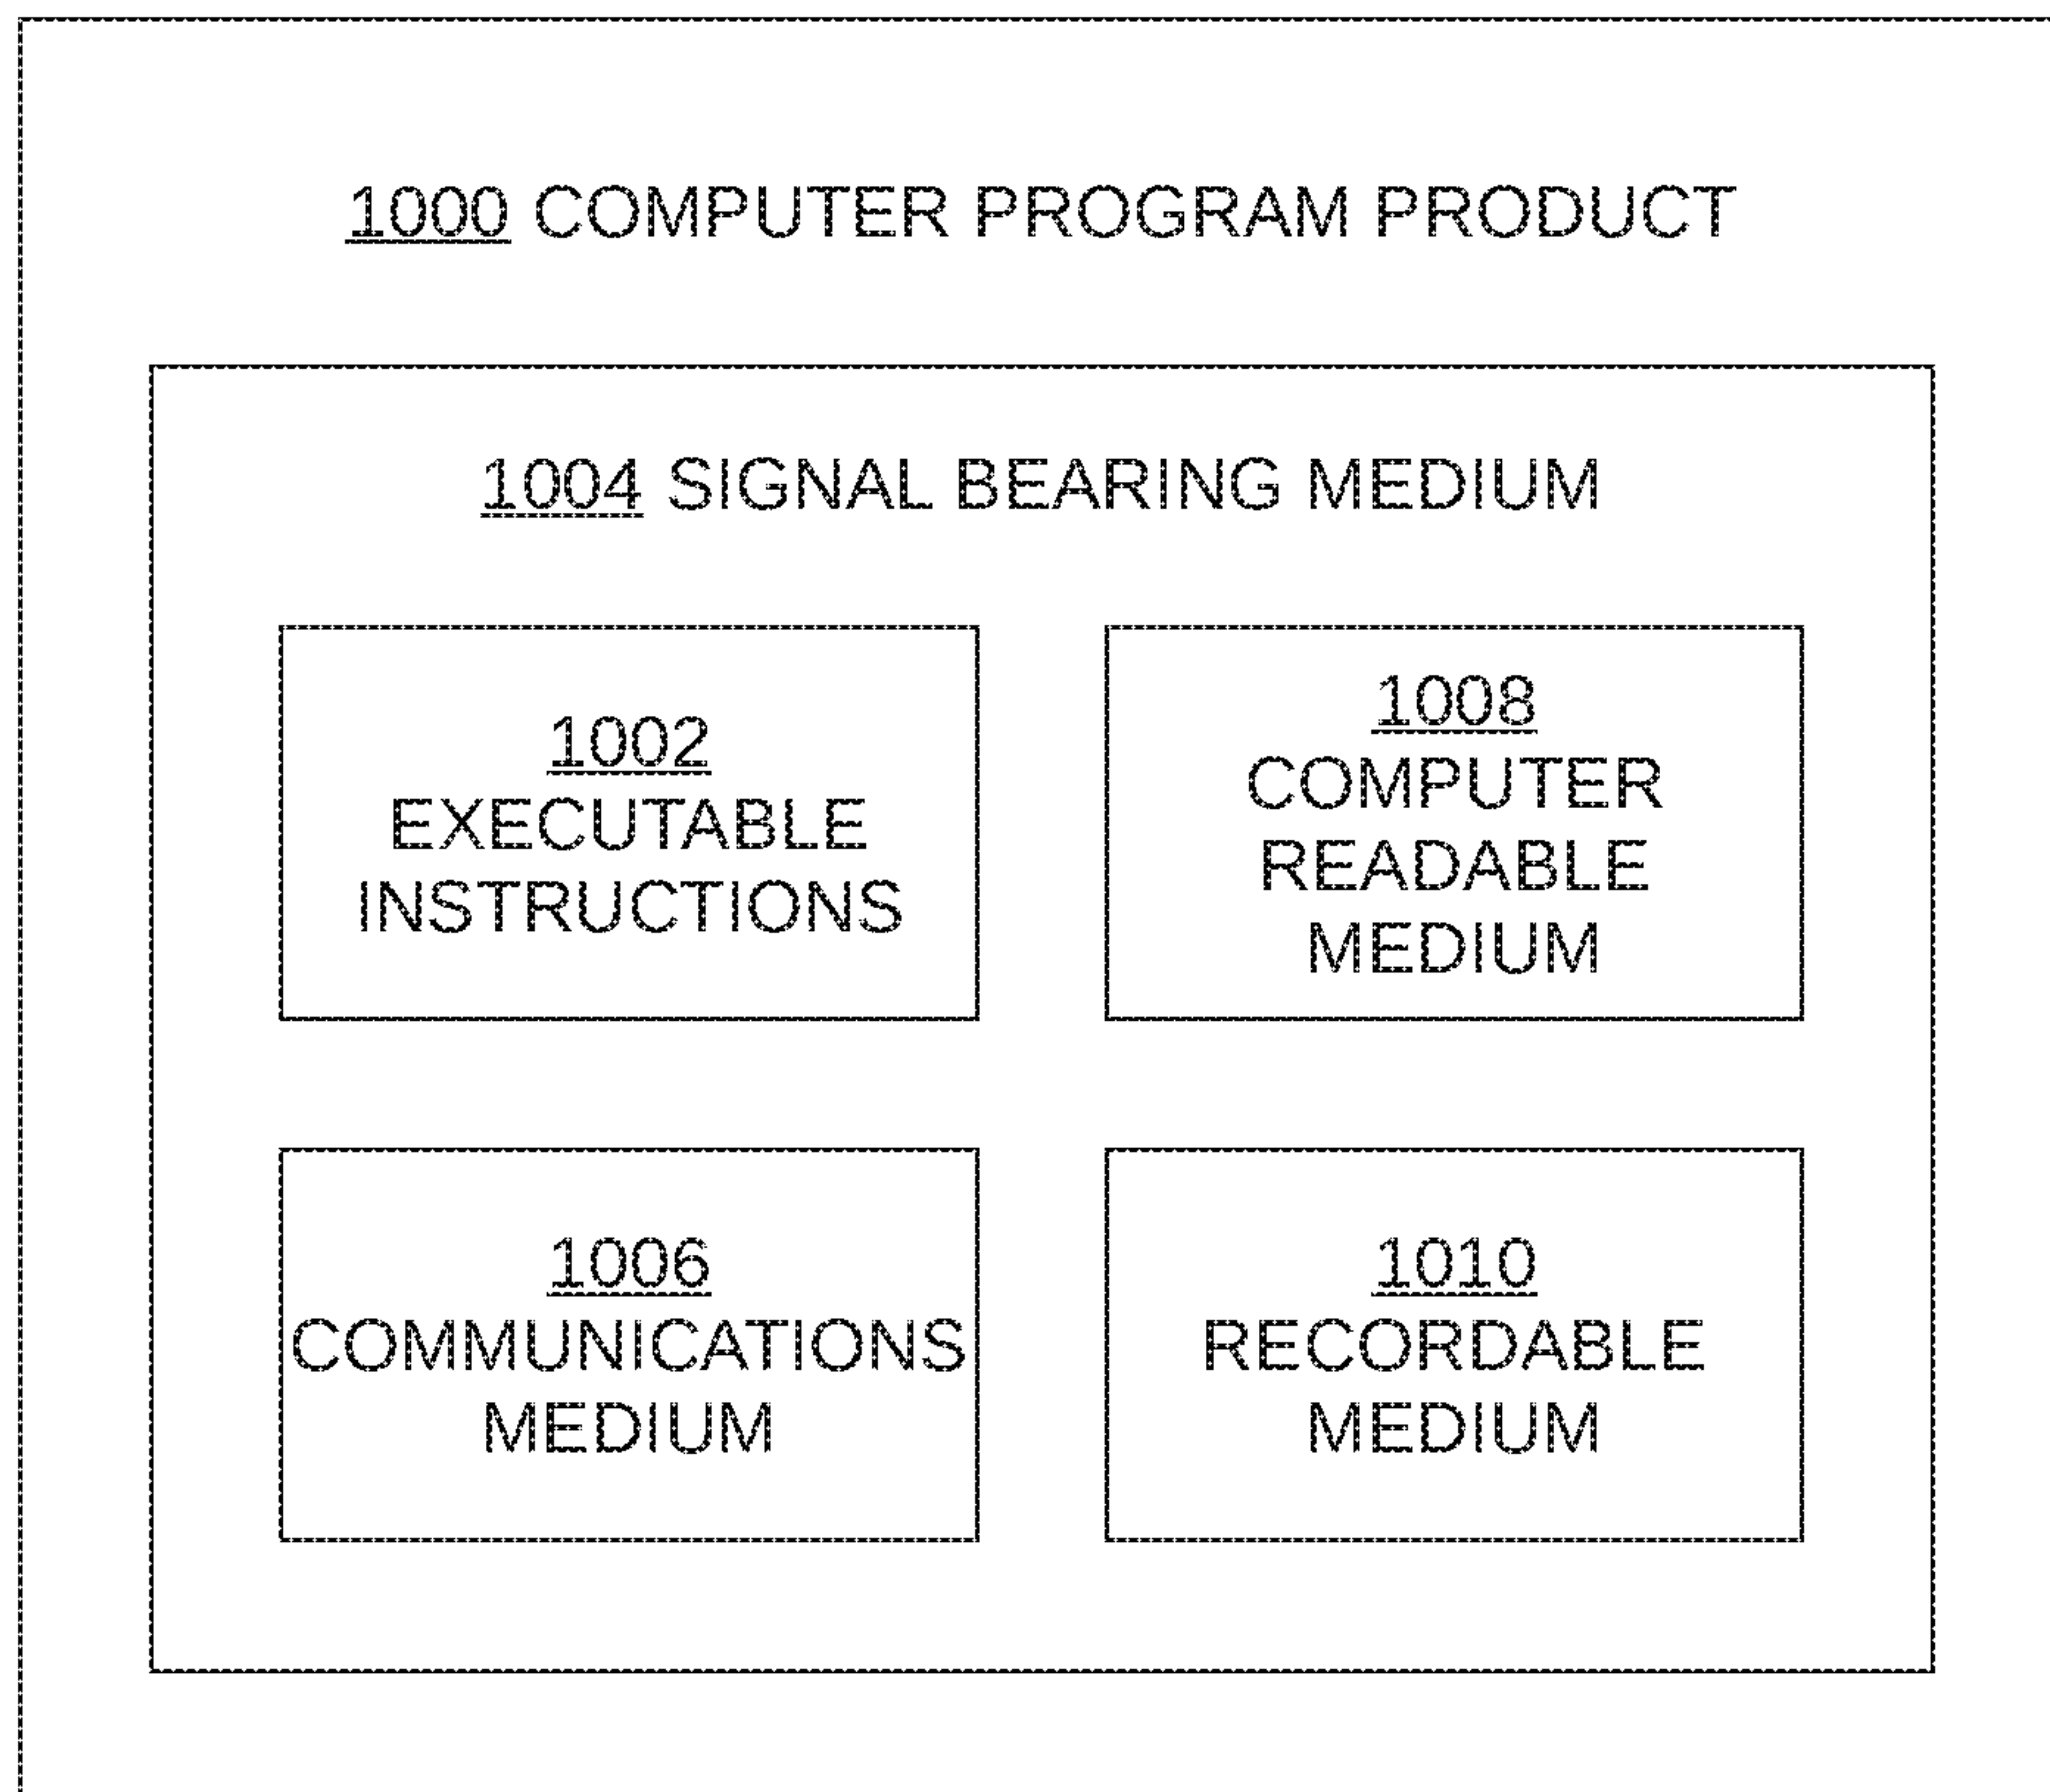 1000 COMPUTER PROGRAM PRODUCT
1004 SIGNAL BEARING MEDIUM
1002
EXECUTABLE
INSTRUCTIONS
1008
COMPUTER
READABLE
MEDIUM
1006
COMMUNICATIONS
MEDIUM
1010
RECORDABLE
MEDIUM